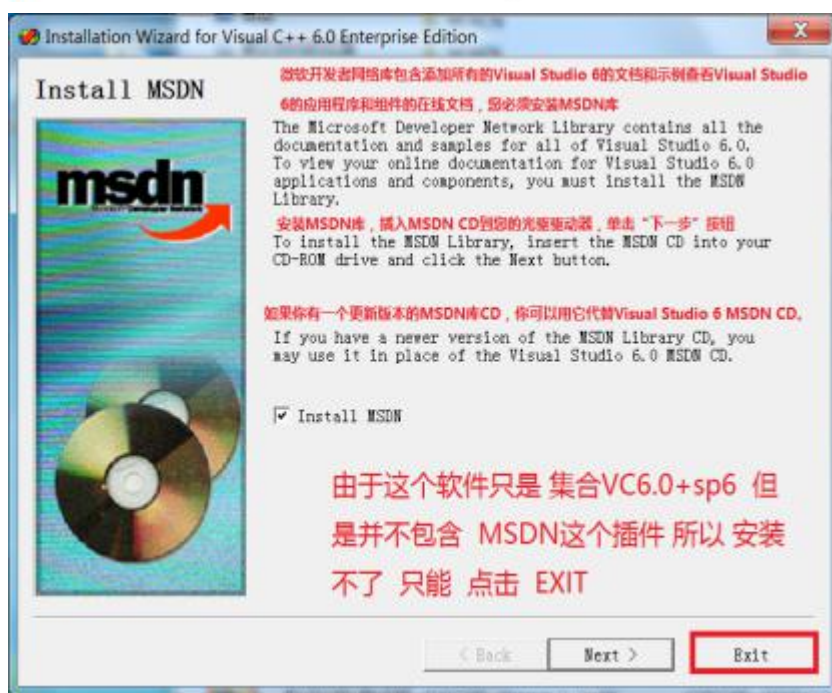 Installation Wizard for Visual C++ 6.0 Enterprise Edition
X
Install MSDN
微软开发者网络库包含添加所有的Visual Studio 6的文档和示例查看Visual Studio
6的应用程序和组件的在线文档，您必须安装MSDN库
The Microsoft Developer Network Library contains all the
documentation and samples for all of Visual Studio 6.0.
To view your online documentation for Visual Studio 6.0
applications and components, you must install the MSDN
Library.
安装MSDN库，插入MSDN CD到您的光驱驱动器，单击“下一步”按钮
To install the MSDN Library, insert the MSDN CD into your
CD-ROM drive and click the Next button.
如果你有一个更新版本的MSDN库CD，你可以用它代替Visual Studio 6 MSDN CD。
If you have a newer version of the MSDN Library CD, you
may use it in place of the Visual Studio 6.0 MSDN CD.
msdn
Install MSDN
由于这个软件只是 集合VC6.0+sp6 但
是并不包含 MSDN这个插件 所以 安装
不了 只能 点击 EXIT
< Back
Next >
Exit